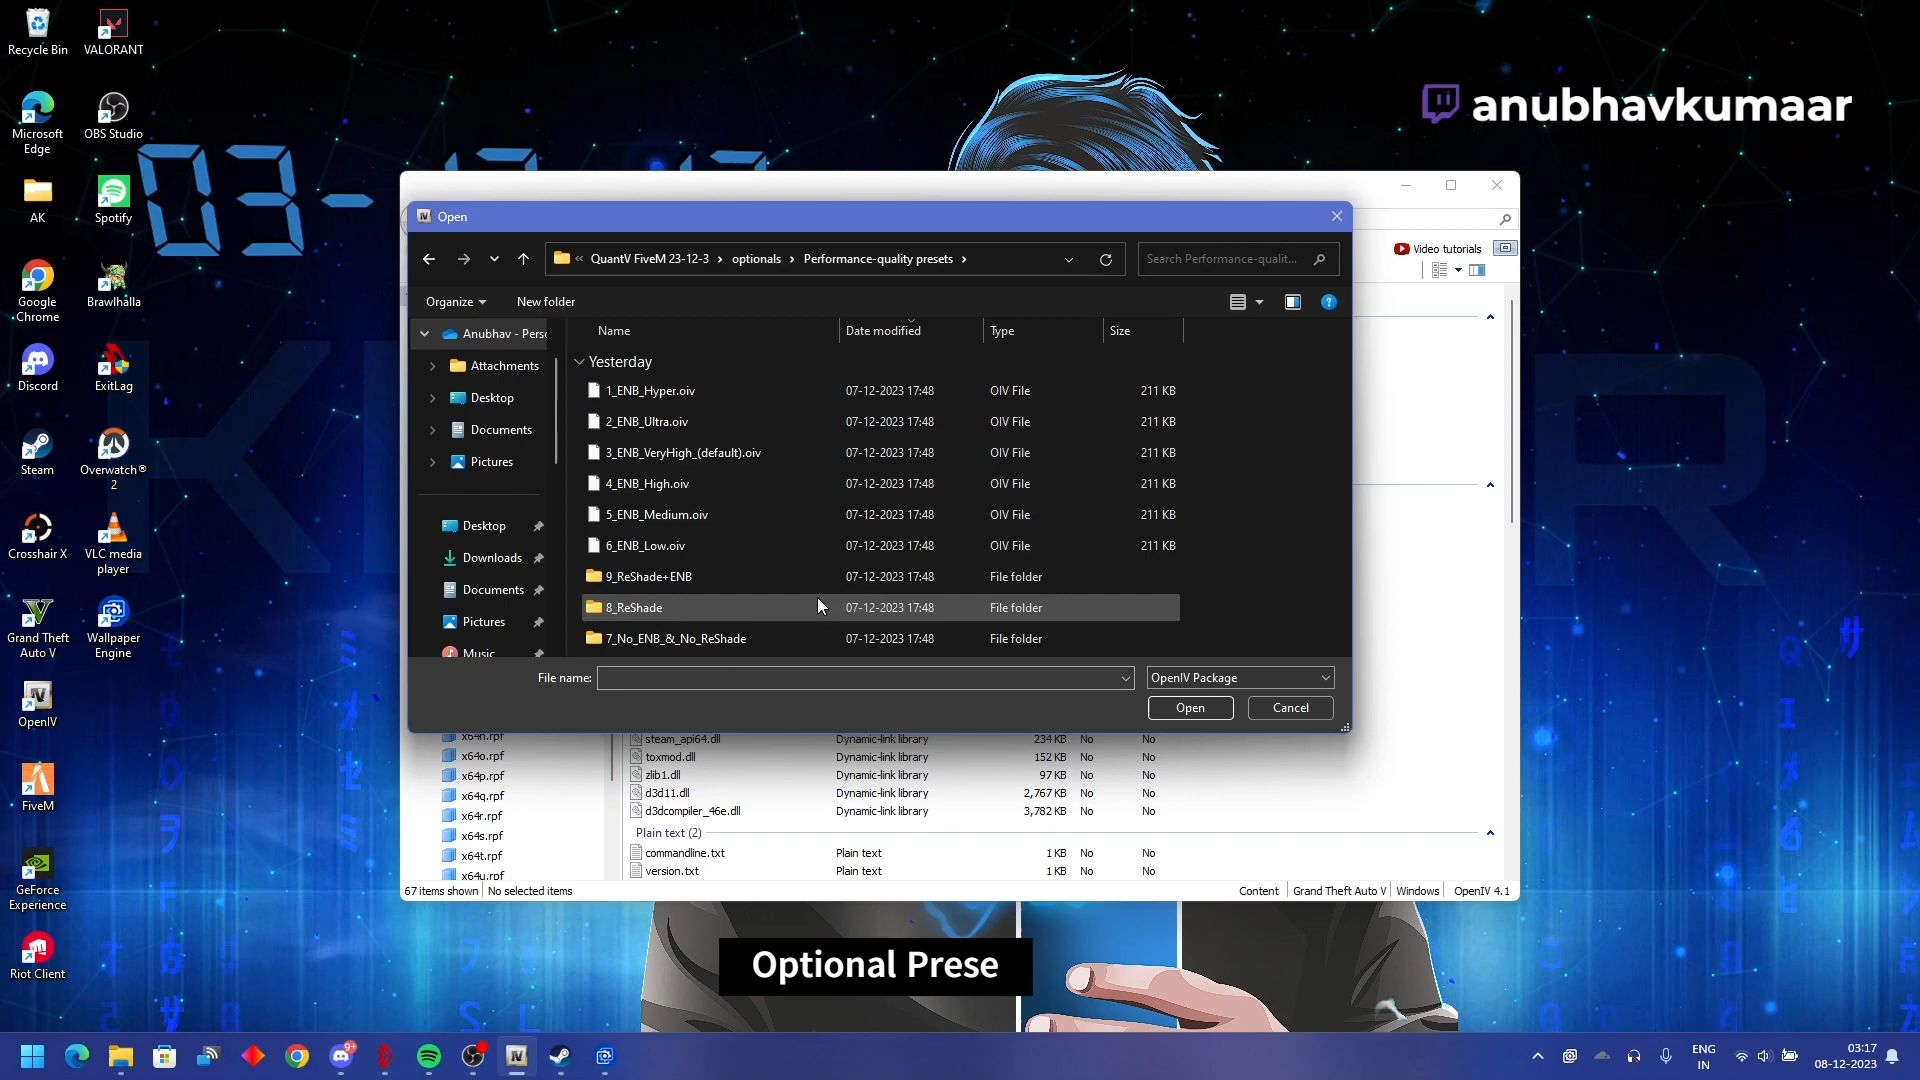 Recycle Bin
VALORANT
Microsoft Edge
OBS Studio
AK
Spotify
Google Chrome
Brawlhalla
Discord
ExitLag
Steam
Overwatch® 2
Crosshair X
VLC media player
Grand Theft Auto V
Wallpaper Engine
OpenIV
FiveM
GeForce Experience
Riot Client
03-
anubhavkumaar
Video tutorials
Open
« QuantV FiveM 23-12-3 › optionals › Performance-quality presets ›
Search Performance-qualit...
Organize
New folder
Anubhav - Perso
Attachments
Desktop
Documents
Pictures
Desktop
Downloads
Documents
Pictures
Music
Name Date modified Type Size
Yesterday
1_ENB_Hyper.oiv 07-12-2023 17:48 OIV File 211 KB
2_ENB_Ultra.oiv 07-12-2023 17:48 OIV File 211 KB
3_ENB_VeryHigh_(default).oiv 07-12-2023 17:48 OIV File 211 KB
4_ENB_High.oiv 07-12-2023 17:48 OIV File 211 KB
5_ENB_Medium.oiv 07-12-2023 17:48 OIV File 211 KB
6_ENB_Low.oiv 07-12-2023 17:48 OIV File 211 KB
9_ReShade+ENB 07-12-2023 17:48 File folder
8_ReShade 07-12-2023 17:48 File folder
7_No_ENB_&_No_ReShade 07-12-2023 17:48 File folder
File name:
OpenIV Package
Open
Cancel
x64n.rpf
x64o.rpf
x64p.rpf
x64q.rpf
x64r.rpf
x64s.rpf
x64t.rpf
x64u.rpf
steam_api64.dll Dynamic-link library 234 KB No No
toxmod.dll Dynamic-link library 152 KB No No
zlib1.dll Dynamic-link library 97 KB No No
d3d11.dll Dynamic-link library 2,767 KB No No
d3dcompiler_46e.dll Dynamic-link library 3,782 KB No No
Plain text (2)
commandline.txt Plain text 1 KB No No
version.txt Plain text 1 KB No No
67 items shown No selected items
Content Grand Theft Auto V Windows OpenIV 4.1
Optional Prese
9+
ENG
IN
03:17
08-12-2023